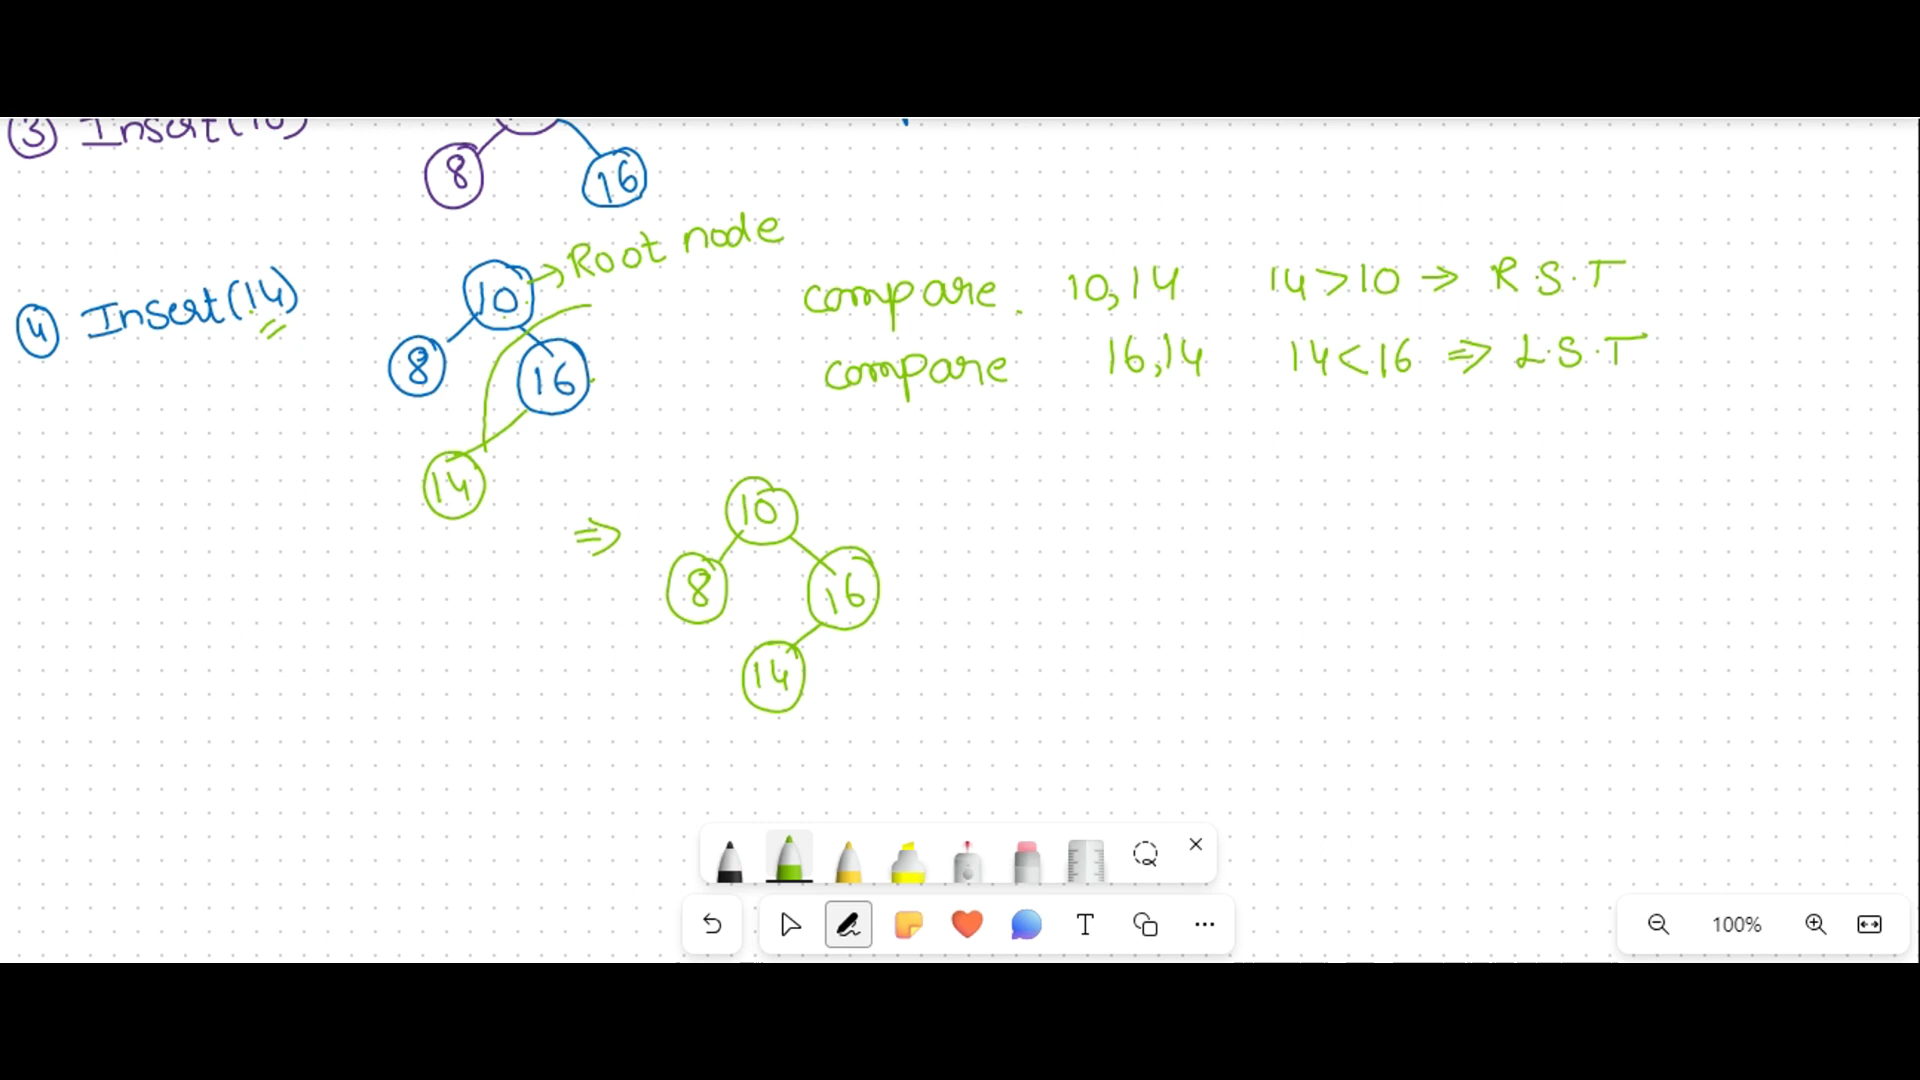 ③ Insert(16)
8
16
④ Insert(14)
10 → Root node
8
16
14
compare. 10,14 14>10 ⇒ R.S.T
compare 16,14 14<16 ⇒ L.S.T
⇒
10
8
16
14
T
100%